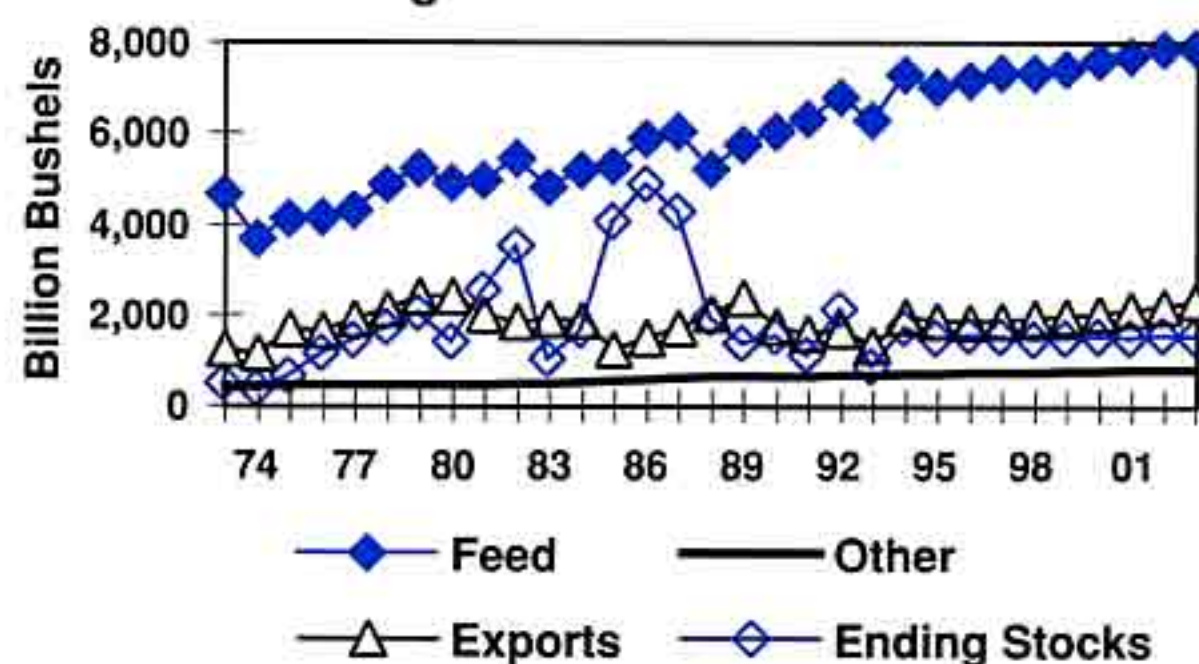 8,000
6,000
4,000
2,000
0
Billion Bushels
74 77 80 83 86 89 92 95 98 01
Feed Other
Exports Ending Stocks